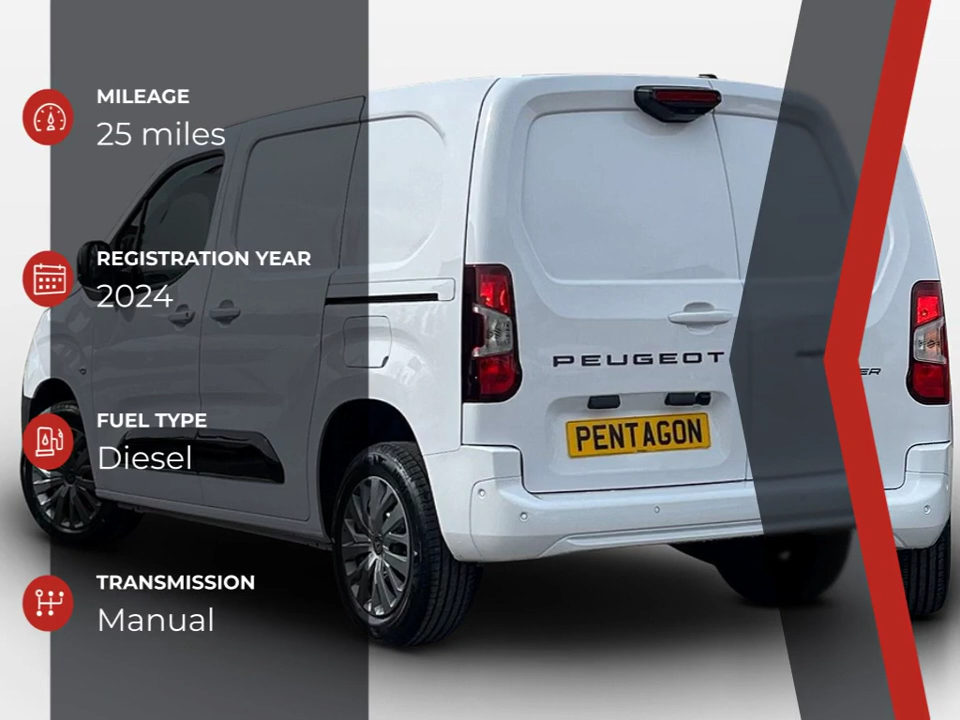 MILEAGE
25 miles
REGISTRATION YEAR
2024
FUEL TYPE
Diesel
TRANSMISSION
Manual
PEUGEOT
PENTAGON